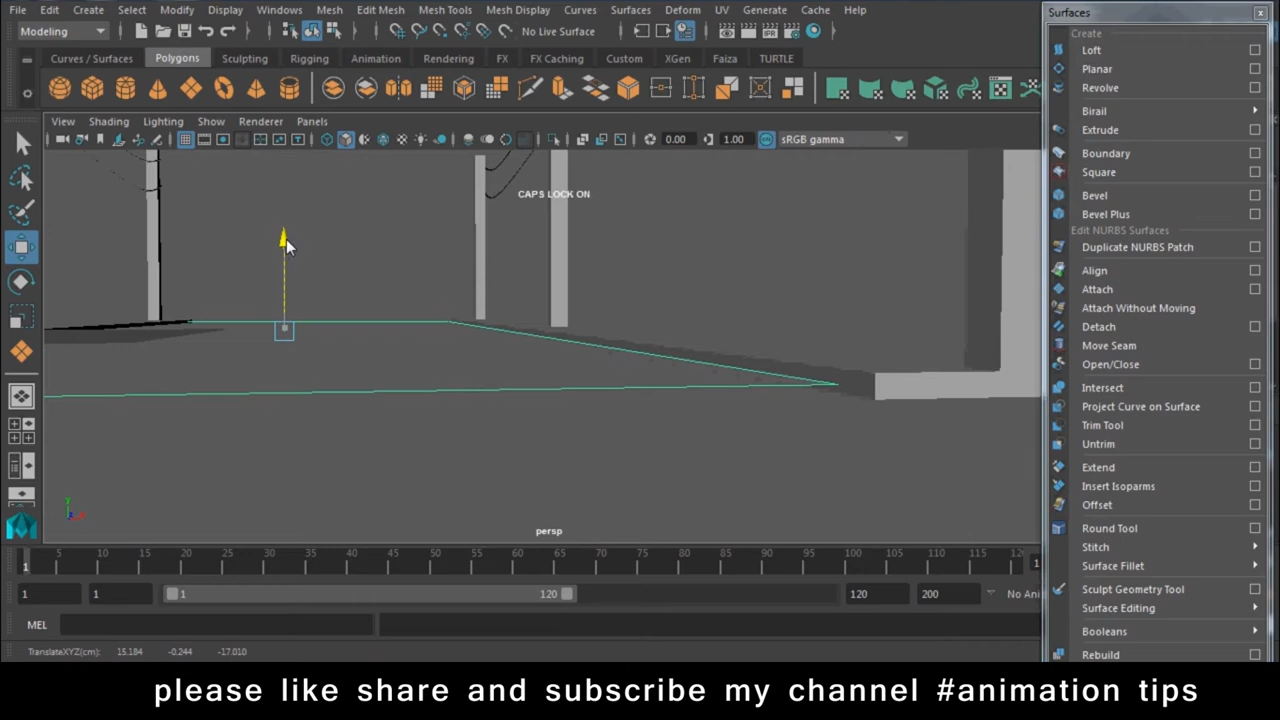 File Edit Create Select Modify Display Windows Mesh Edit Mesh Mesh Tools Mesh Display Curves Surfaces Deform UV Generate Cache Help
Modeling No Live Surface
Curves / Surfaces Polygons Sculpting Rigging Animation Rendering FX FX Caching Custom XGen Faiza TURTLE
View Shading Lighting Show Renderer Panels
0.00 1.00 sRGB gamma
CAPS LOCK ON
persp
5 10 15 20 25 30 35 40 45 50 55 60 65 70 75 80 85 90 95 100 105 110 115
1 1
1 1 1 120 120 200 No Ani
MEL
TranslateXYZ(cm): 15.184 -0.244 -17.010
Surfaces
Create
Loft
Planar
Revolve
Birail
Extrude
Boundary
Square
Bevel
Bevel Plus
Edit NURBS Surfaces
Duplicate NURBS Patch
Align
Attach
Attach Without Moving
Detach
Move Seam
Open/Close
Intersect
Project Curve on Surface
Trim Tool
Untrim
Extend
Insert Isoparms
Offset
Round Tool
Stitch
Surface Fillet
Sculpt Geometry Tool
Surface Editing
Booleans
Rebuild
please like share and subscribe my channel #animation tips